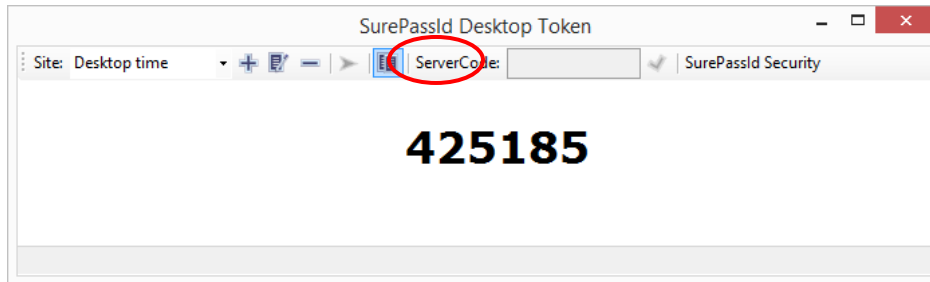 SurePassId Desktop Token
Site: Desktop time ServerCode: SurePassId Security
425185